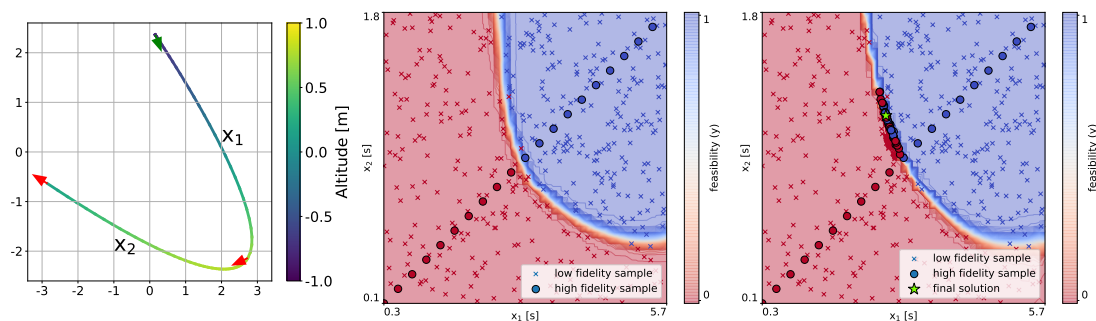 2
1
0
-1
-2
-3
-2
-1
0
1
2
3
x1
x2
1.0
0.5
0.0
-0.5
-1.0
Altitude [m]
1.8
x₂ [s]
0.1
0.3
x₁ [s]
5.7
low fidelity sample
high fidelity sample
1
0
feasibility (y)
1.8
x₂ [s]
0.1
0.3
x₁ [s]
5.7
low fidelity sample
high fidelity sample
final solution
1
0
feasibility (y)